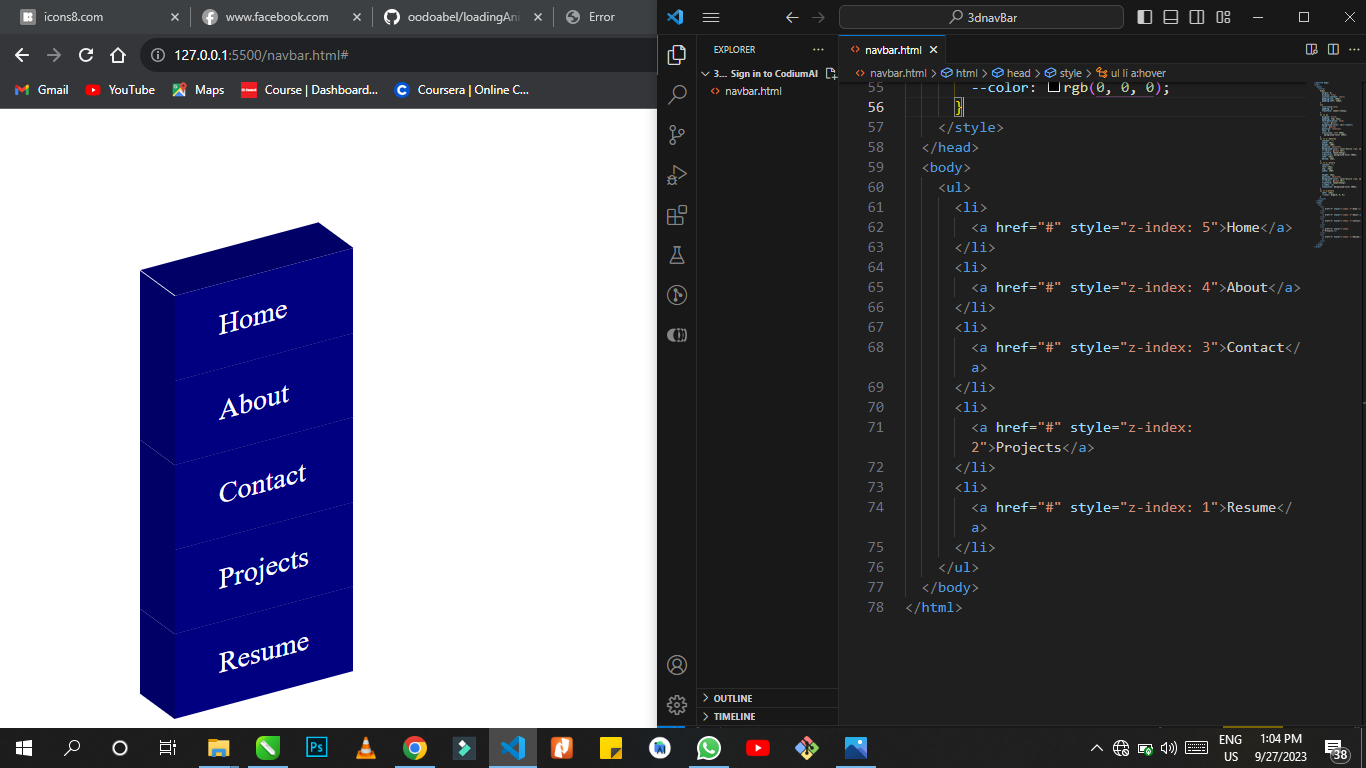 icons8.com
www.facebook.com
oodoabel/loadingAni
Error
127.0.0.1:5500/navbar.html#
Gmail
YouTube
Maps
Course | Dashboard...
Coursera | Online C...
Home
About
Contact
Projects
Resume
3dnavBar
EXPLORER
3... Sign in to CodiumAI
navbar.html
navbar.html
navbar.html > html > head > style > ul li a:hover
55 --color: rgb(0, 0, 0);
56 }
57 </style>
58 </head>
59 <body>
60 <ul>
61 <li>
62 <a href="#" style="z-index: 5">Home</a>
63 </li>
64 <li>
65 <a href="#" style="z-index: 4">About</a>
66 </li>
67 <li>
68 <a href="#" style="z-index: 3">Contact</
a>
69 </li>
70 <li>
71 <a href="#" style="z-index:
2">Projects</a>
72 </li>
73 <li>
74 <a href="#" style="z-index: 1">Resume</
a>
75 </li>
76 </ul>
77 </body>
78 </html>
OUTLINE
TIMELINE
Ps
ENG
US
1:04 PM
9/27/2023
38